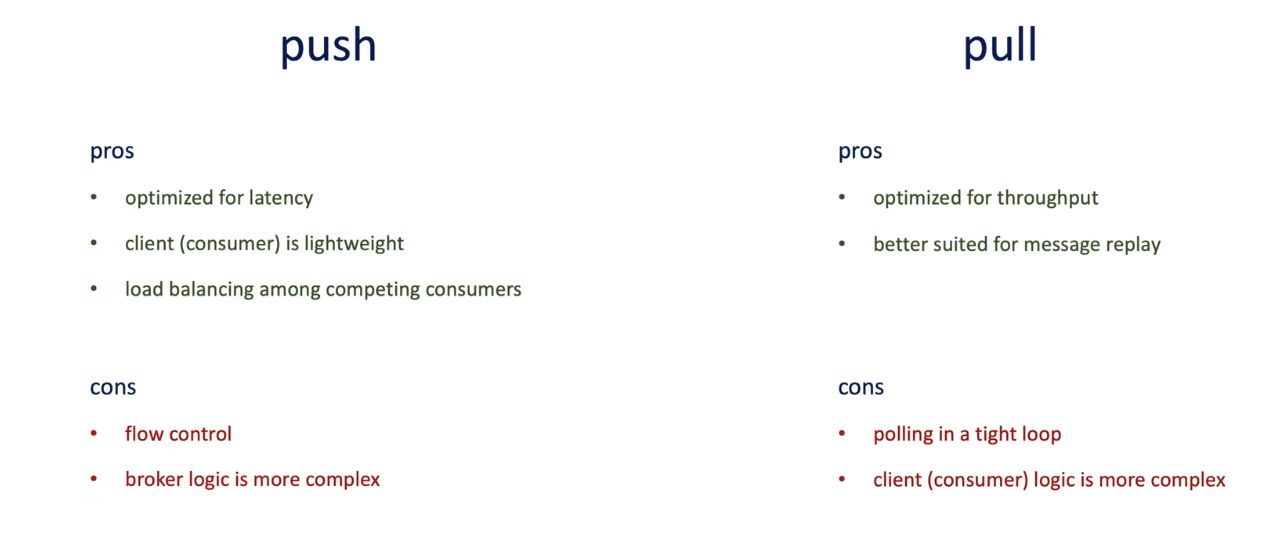 push
pros
• optimized for latency
• client (consumer) is lightweight
• load balancing among competing consumers
cons
• flow control
• broker logic is more complex
pull
pros
• optimized for throughput
• better suited for message replay
cons
• polling in a tight loop
• client (consumer) logic is more complex